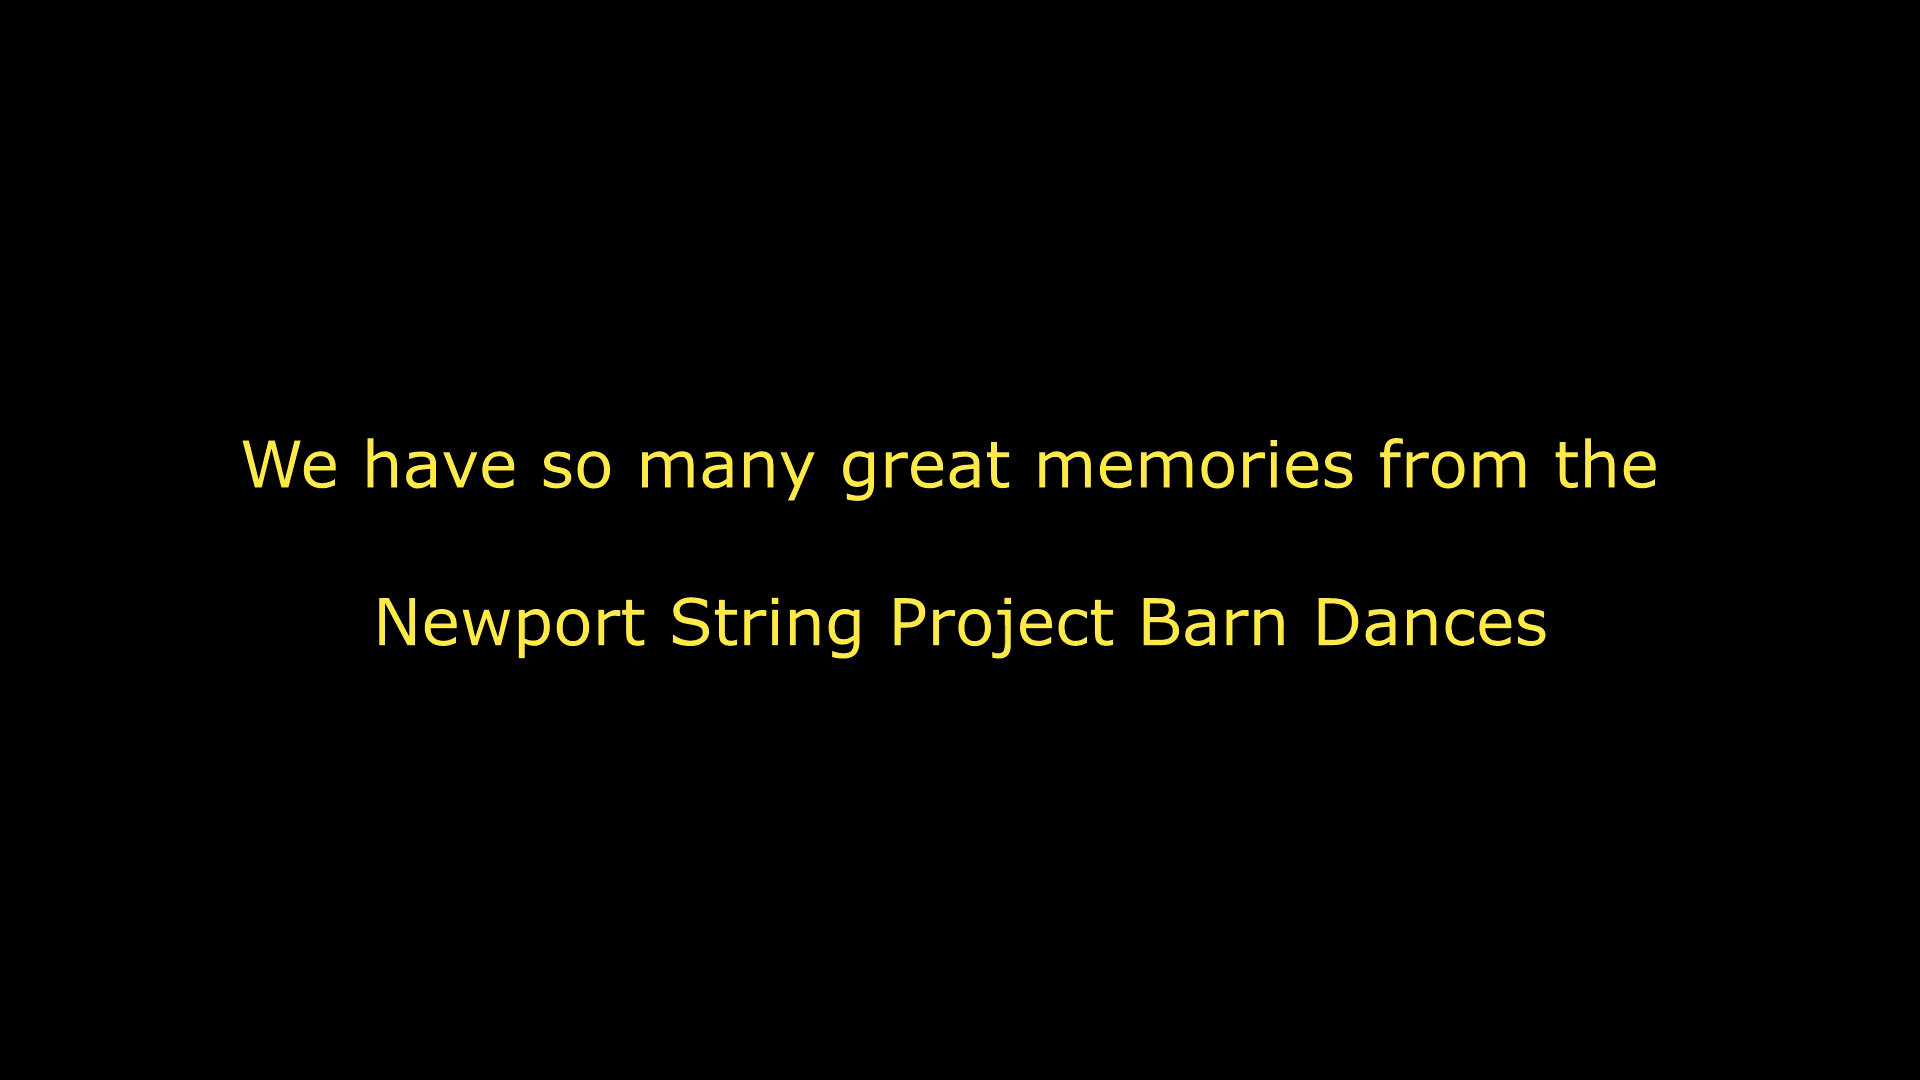 We have so many great memories from the
Newport String Project Barn Dances